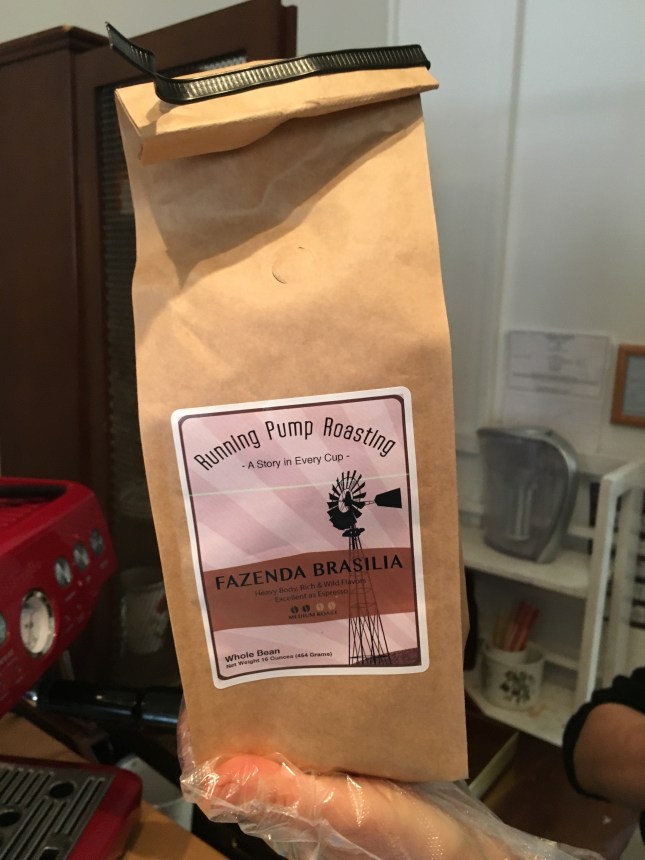 Running Pump Roasting
- A Story in Every Cup -
FAZENDA BRASILIA
Heavy Body, Rich & Wild Flavors
Excellent as Espresso
MEDIUM ROAST
Whole Bean
Net Weight 16 Ounces (454 Grams)